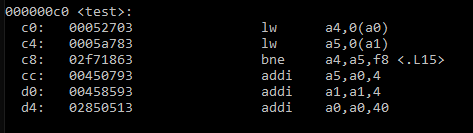 000000c0 <test>:
c0: 00052703 lw a4,0(a0)
c4: 0005a783 lw a5,0(a1)
c8: 02f71863 bne a4,a5,f8 <.L15>
cc: 00450793 addi a5,a0,4
d0: 00458593 addi a1,a1,4
d4: 02850513 addi a0,a0,40